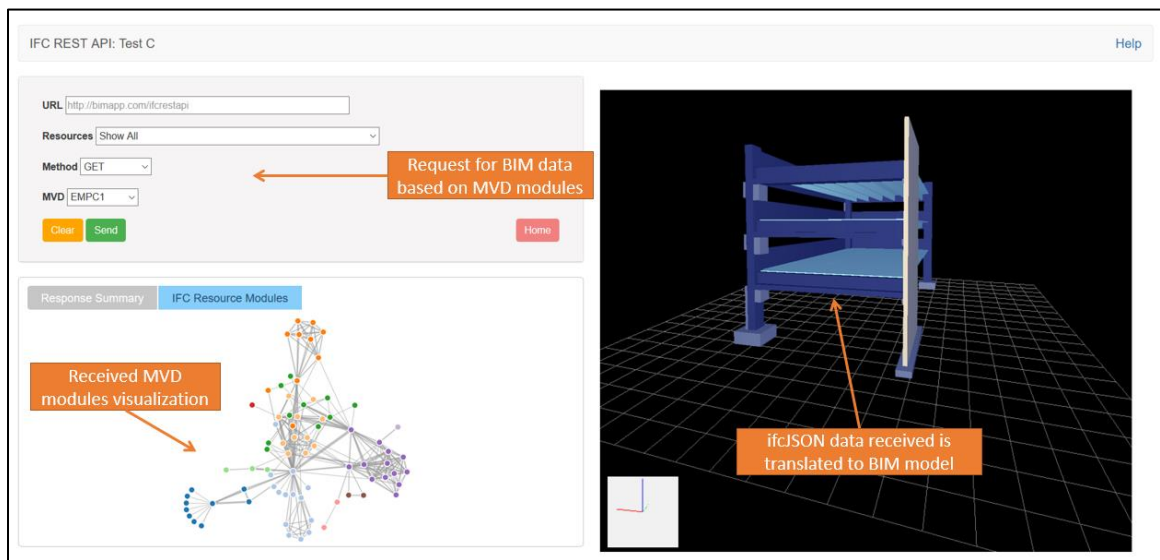 IFC REST API: Test C
Help
URL http://bimapp.com/ifcrestapi
Resources Show All
Method GET
MVD EMPC1
Clear Send Home
Request for BIM data
based on MVD modules
Response Summary IFC Resource Modules
Received MVD
modules visualization
ifcJSON data received is
translated to BIM model